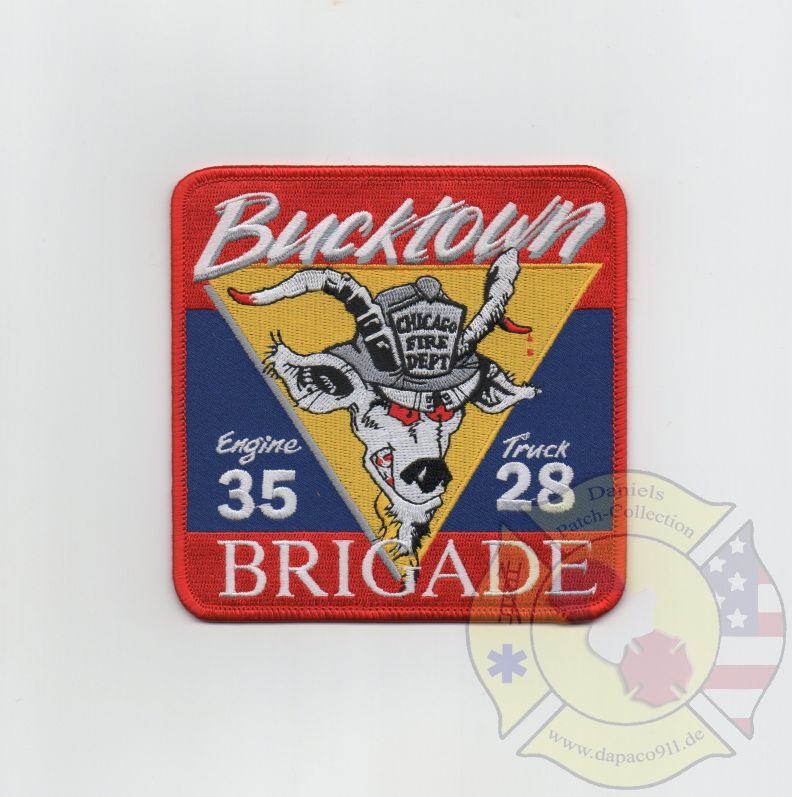 Bucktown
CHICAGO
FIRE
DEPT
Engine
Truck
35
28
BRIGADE
Daniels
Patch-Collection
www.dapaco911.de